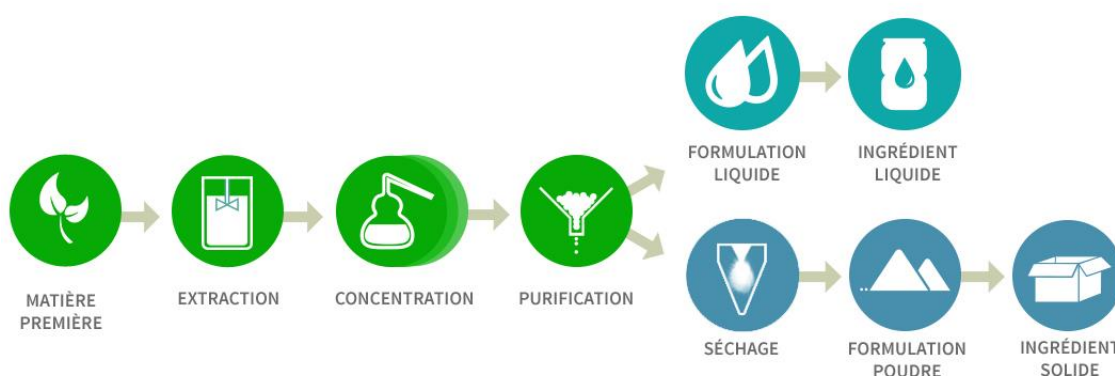 FORMULATION
LIQUIDE
INGRÉDIENT
LIQUIDE
MATIÈRE
PREMIÈRE
EXTRACTION
CONCENTRATION
PURIFICATION
SÉCHAGE
FORMULATION
POUDRE
INGRÉDIENT
SOLIDE